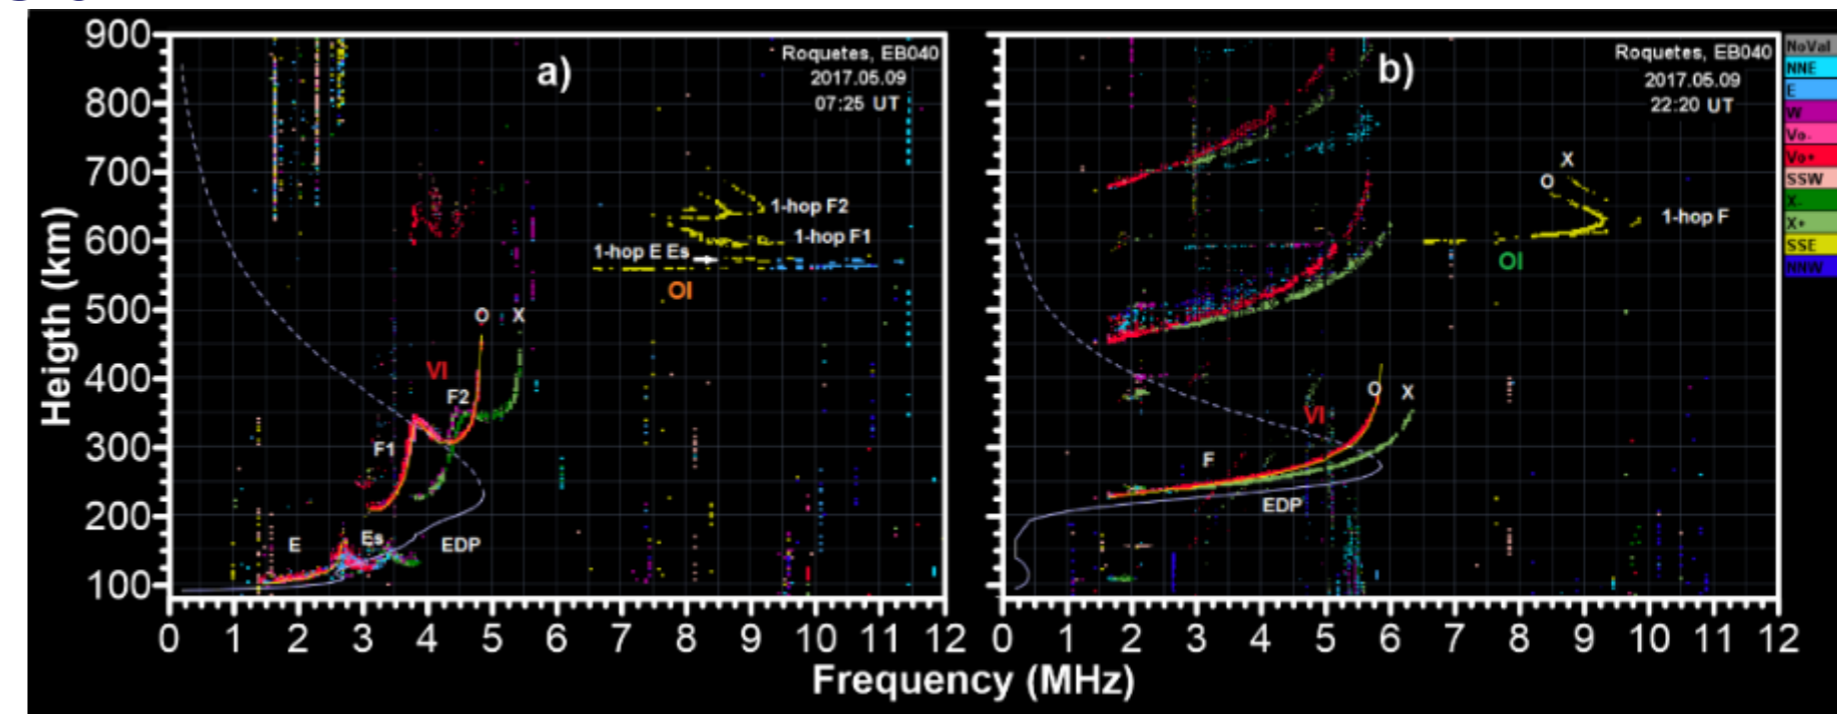 900
800
700
600
500
400
300
200
100
Heigth (km)
a)
Roquetes, EB040
2017.05.09
07:25 UT
1-hop F2
1-hop F1
1-hop E Es
OI
O
X
VI
F2
F1
E
Es
EDP
0 1 2 3 4 5 6 7 8 9 10 11 12
b)
Roquetes, EB040
2017.05.09
22:20 UT
X
O
1-hop F
OI
O
X
VI
F
EDP
0 1 2 3 4 5 6 7 8 9 10 11 12
Frequency (MHz)
NoVal
NNE
E
W
Vo-
Vo+
SSW
X-
X+
SSE
NNW